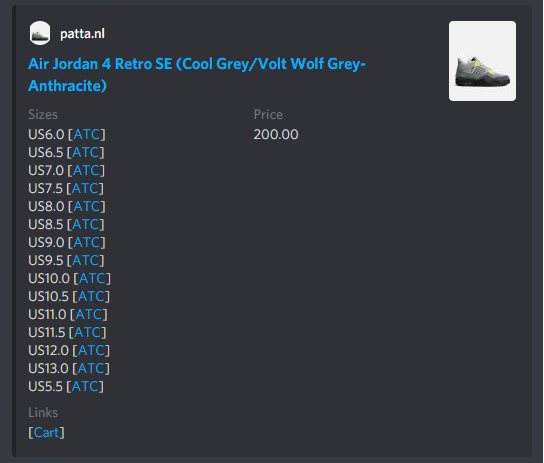 patta.nl
Air Jordan 4 Retro SE (Cool Grey/Volt Wolf Grey-
Anthracite)
Sizes
US6.0 [ATC]
US6.5 [ATC]
US7.0 [ATC]
US7.5 [ATC]
US8.0 [ATC]
US8.5 [ATC]
US9.0 [ATC]
US9.5 [ATC]
US10.0 [ATC]
US10.5 [ATC]
US11.0 [ATC]
US11.5 [ATC]
US12.0 [ATC]
US13.0 [ATC]
US5.5 [ATC]
Price
200.00
Links
[Cart]